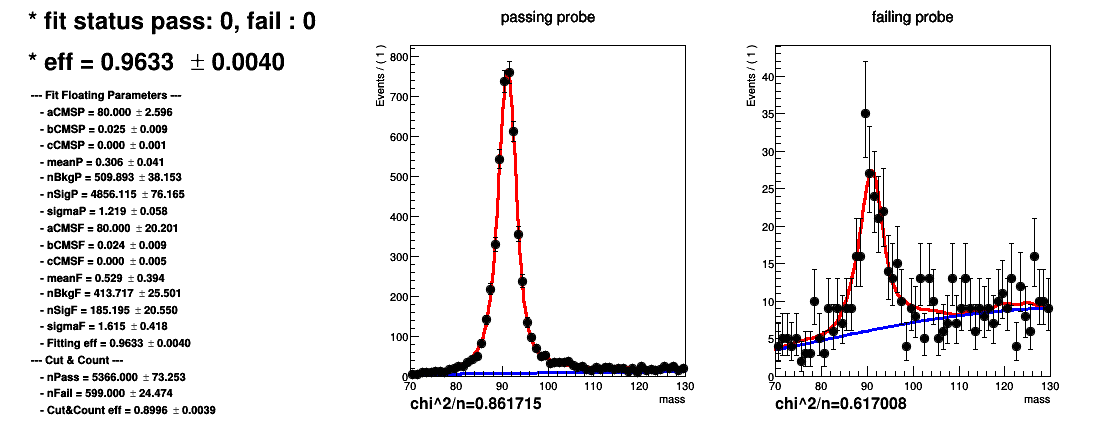 * fit status pass: 0, fail : 0
* eff = 0.9633 ± 0.0040
--- Fit Floating Parameters ---
- aCMSP = 80.000 ± 2.596
- bCMSP = 0.025 ± 0.009
- cCMSP = 0.000 ± 0.001
- meanP = 0.306 ± 0.041
- nBkgP = 509.893 ± 38.153
- nSigP = 4856.115 ± 76.165
- sigmaP = 1.219 ± 0.058
- aCMSF = 80.000 ± 20.201
- bCMSF = 0.024 ± 0.009
- cCMSF = 0.000 ± 0.005
- meanF = 0.529 ± 0.394
- nBkgF = 413.717 ± 25.501
- nSigF = 185.195 ± 20.550
- sigmaF = 1.615 ± 0.418
- Fitting eff = 0.9633 ± 0.0040
--- Cut & Count ---
- nPass = 5366.000 ± 73.253
- nFail = 599.000 ± 24.474
- Cut&Count eff = 0.8996 ± 0.0039
passing probe
Events / ( 1 )
800
700
600
500
400
300
200
100
0
70 80 90 100 110 120 130
mass
chi^2/n=0.861715
failing probe
Events / ( 1 )
40
35
30
25
20
15
10
5
0
70 80 90 100 110 120 130
mass
chi^2/n=0.617008